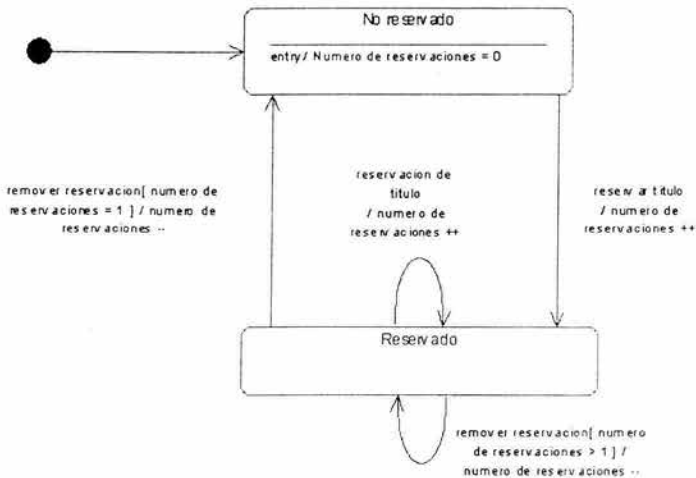 No reservado
entry/ Numero de reservaciones = 0
remover reservacion[ numero de
reservaciones = 1 ] / numero de
reservaciones --
reservacion de
titulo
/ numero de
reservaciones ++
reservar titulo
/ numero de
reservaciones ++
Reservado
remover reservacion[ numero
de reservaciones > 1 ] /
numero de reservaciones --